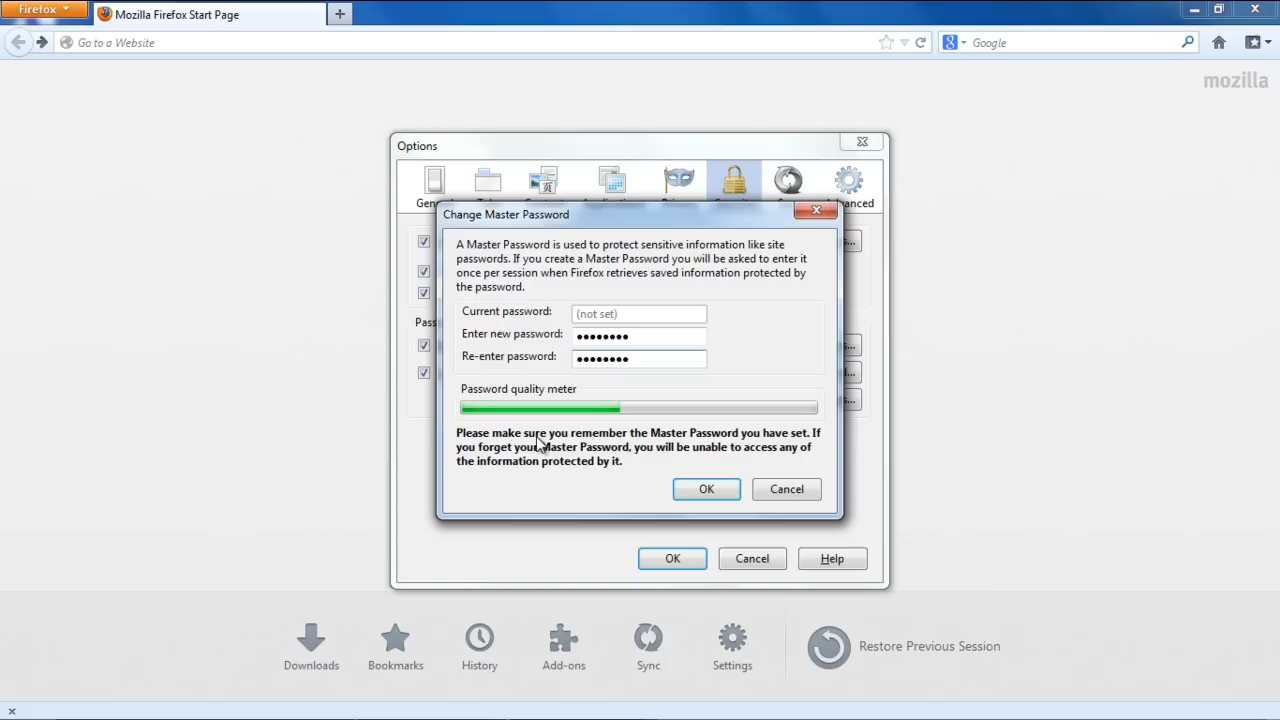 Firefox
Mozilla Firefox Start Page
Go to a Website
Google
mozilla
Options
Change Master Password
A Master Password is used to protect sensitive information like site
passwords. If you create a Master Password you will be asked to enter it
once per session when Firefox retrieves saved information protected by
the password.
Current password:
(not set)
Enter new password:
Re-enter password:
Password quality meter
Please make sure you remember the Master Password you have set. If
you forget your Master Password, you will be unable to access any of
the information protected by it.
OK
Cancel
OK
Cancel
Help
Downloads
Bookmarks
History
Add-ons
Sync
Settings
Restore Previous Session